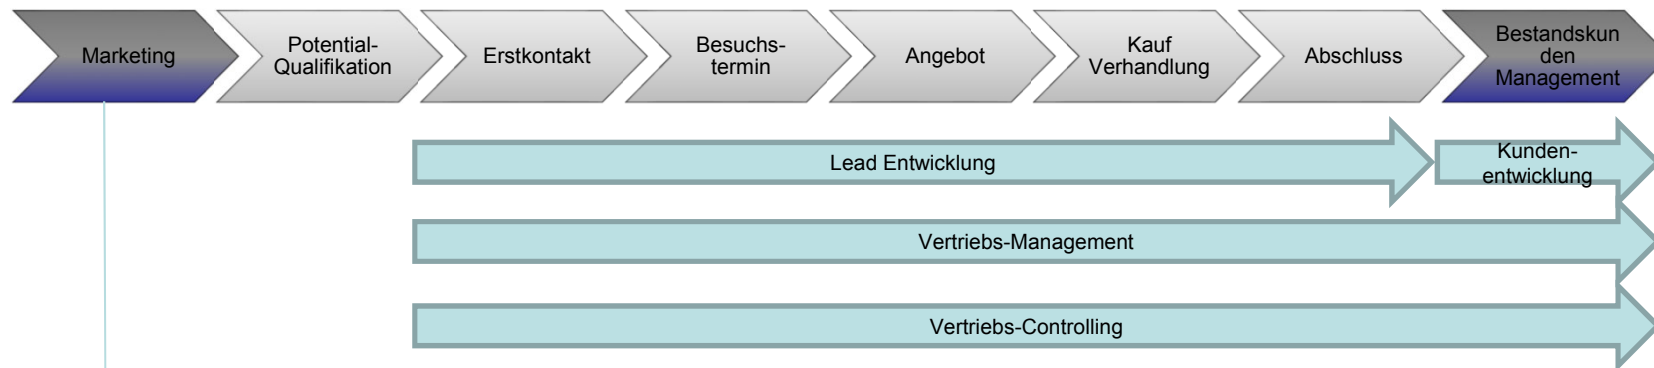 Marketing
Potential-
Qualifikation
Erstkontakt
Besuchs-
termin
Angebot
Kauf
Verhandlung
Abschluss
Bestandskun
den
Management
Lead Entwicklung
Kunden-
entwicklung
Vertriebs-Management
Vertriebs-Controlling